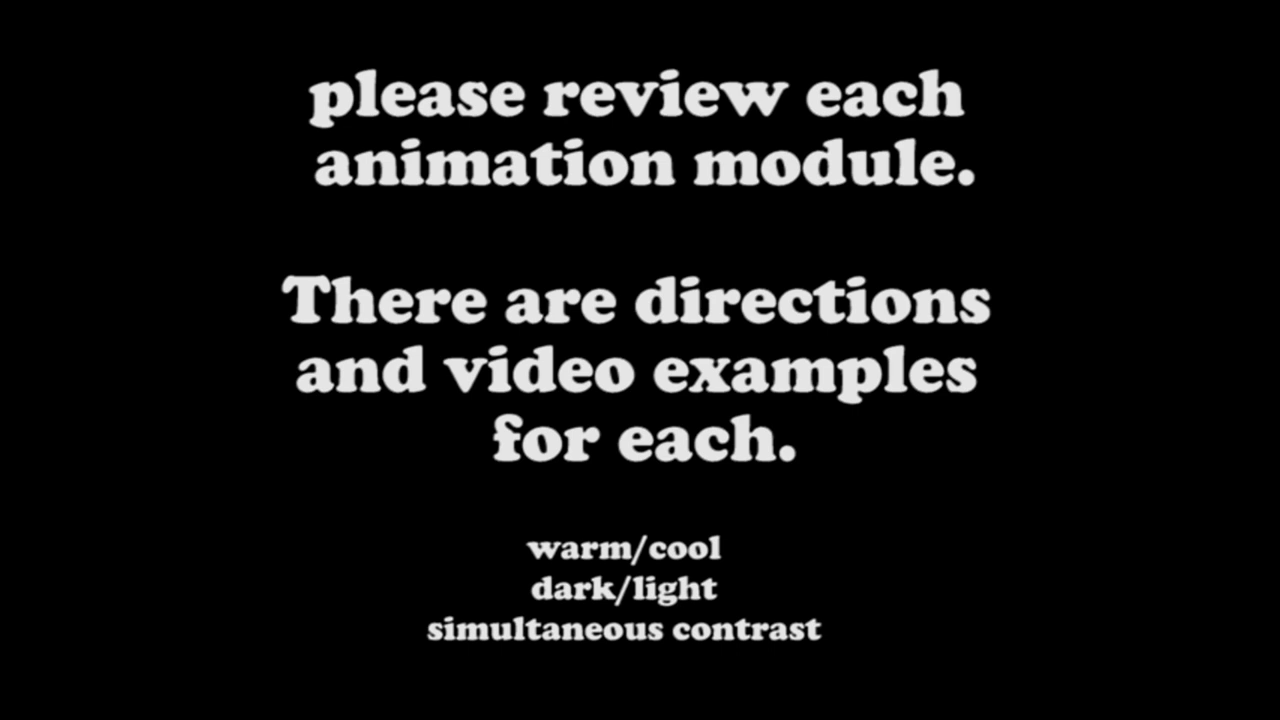 please review each
animation module.
There are directions
and video examples
for each.
warm/cool
dark/light
simultaneous contrast